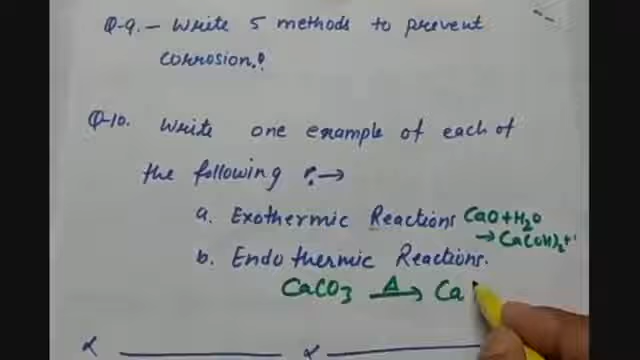 Q-9.- Write 5 methods to prevent
corrosion.?
Q-10. Write one example of each of
the following ?→
a. Exothermic Reactions CaO+H₂O
→ Ca(OH)₂+
b. Endothermic Reactions.
CaCO₃ —Δ→ Ca